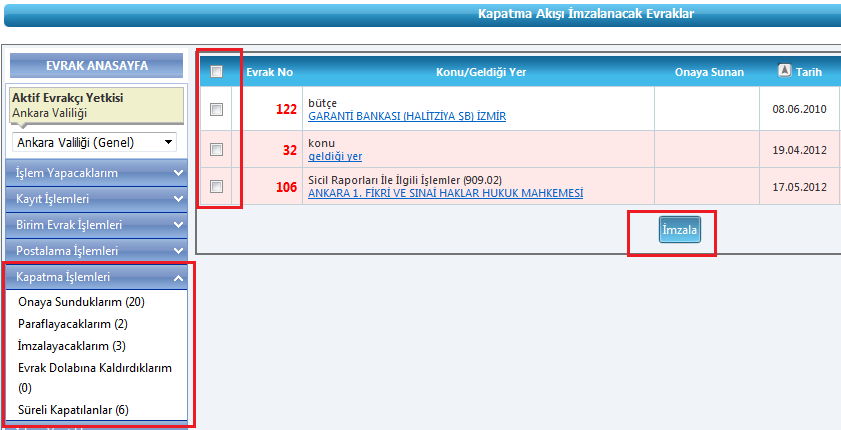 Kapatma Akışı İmzalanacak Evraklar
EVRAK ANASAYFA
Aktif Evrakçı Yetkisi
Ankara Valiliği
Ankara Valiliği (Genel)
İşlem Yapacaklarım
Kayıt İşlemleri
Birim Evrak İşlemleri
Postalama İşlemleri
Kapatma İşlemleri
Onaya Sunduklarım (20)
Paraflayacaklarım (2)
İmzalayacaklarım (3)
Evrak Dolabına Kaldırdıklarım
(0)
Süreli Kapatılanlar (6)
Evrak No Konu/Geldiği Yer Onaya Sunan Tarih
122 bütçe
GARANTİ BANKASI (HALİTZİYA SB) İZMİR 08.06.2010
32 konu
geldiği yer 19.04.2012
106 Sicil Raporları İle İlgili İşlemler (909.02)
ANKARA 1. FİKRİ VE SINAİ HAKLAR HUKUK MAHKEMESİ 17.05.2012
İmzala